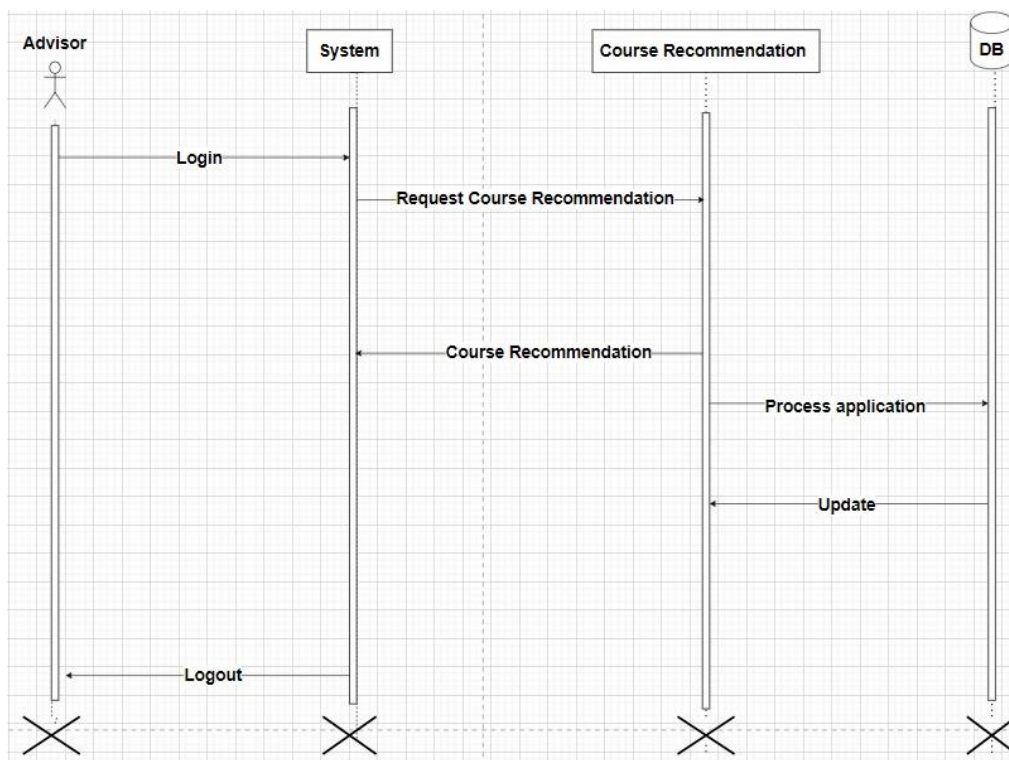 Advisor
System
Course Recommendation
DB
Login
Request Course Recommendation
Course Recommendation
Process application
Update
Logout